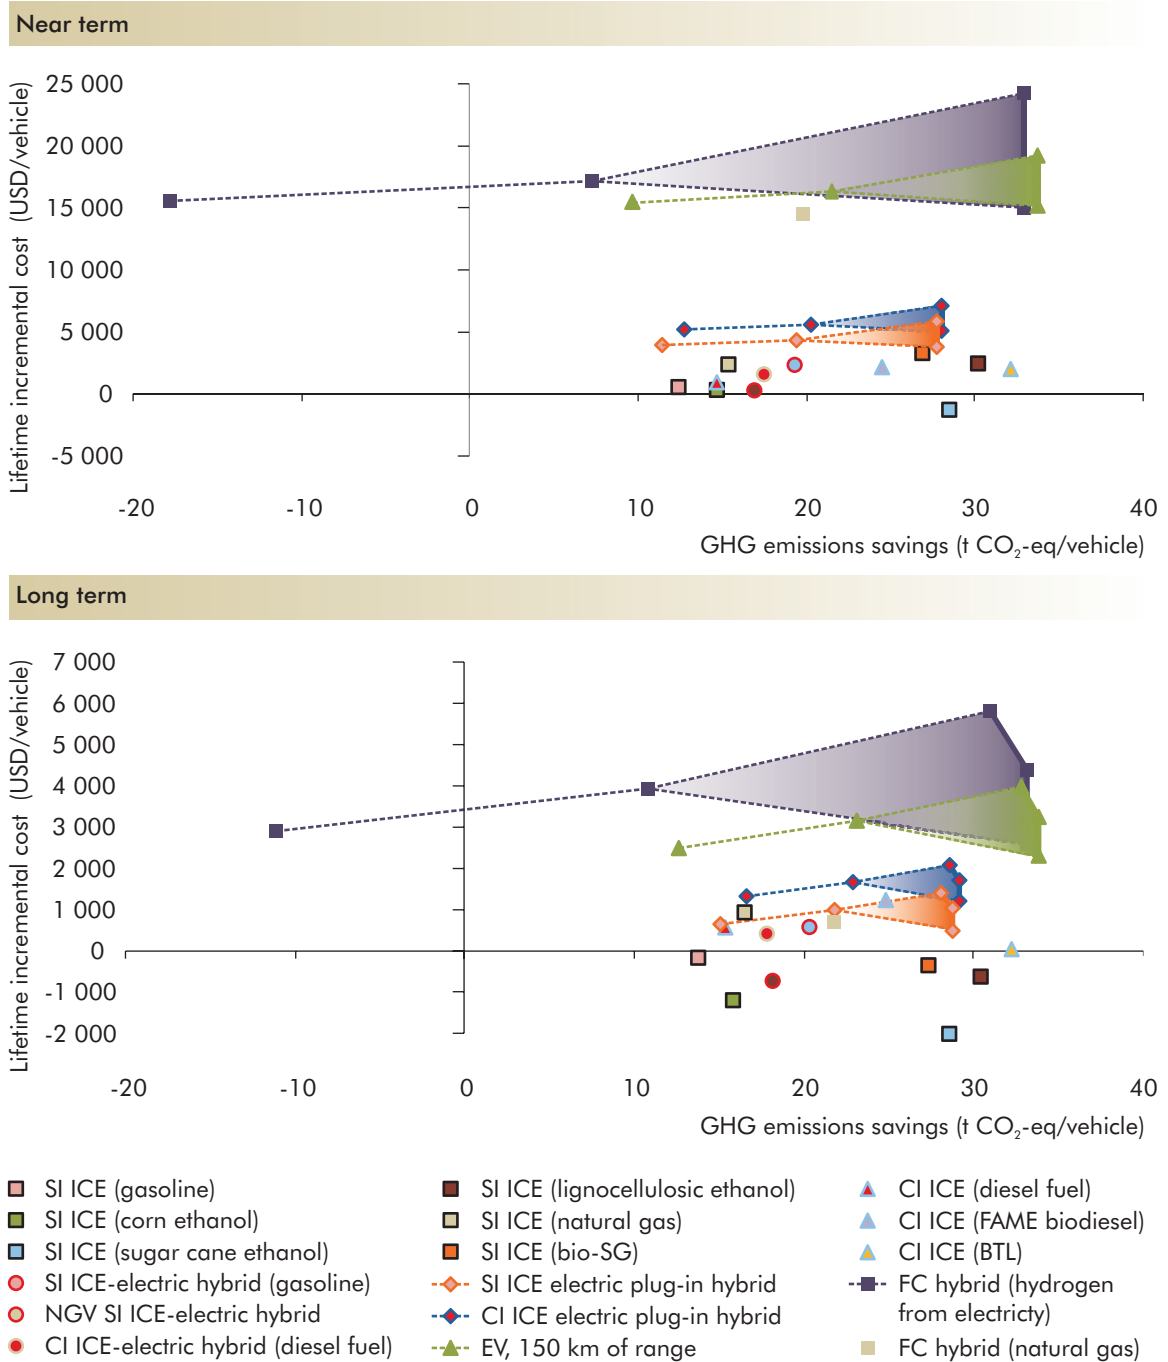 Near term
Lifetime incremental cost (USD/vehicle)
25 000
20 000
15 000
10 000
5 000
0
-5 000
-20
-10
0
10
20
30
40
GHG emissions savings (t CO₂-eq/vehicle)
Long term
Lifetime incremental cost (USD/vehicle)
7 000
6 000
5 000
4 000
3 000
2 000
1 000
0
-1 000
-2 000
-20
-10
0
10
20
30
40
GHG emissions savings (t CO₂-eq/vehicle)
SI ICE (gasoline)
SI ICE (corn ethanol)
SI ICE (sugar cane ethanol)
SI ICE-electric hybrid (gasoline)
NGV SI ICE-electric hybrid
CI ICE-electric hybrid (diesel fuel)
SI ICE (lignocellulosic ethanol)
SI ICE (natural gas)
SI ICE (bio-SG)
SI ICE electric plug-in hybrid
CI ICE electric plug-in hybrid
EV, 150 km of range
CI ICE (diesel fuel)
CI ICE (FAME biodiesel)
CI ICE (BTL)
FC hybrid (hydrogen
from electricty)
FC hybrid (natural gas)